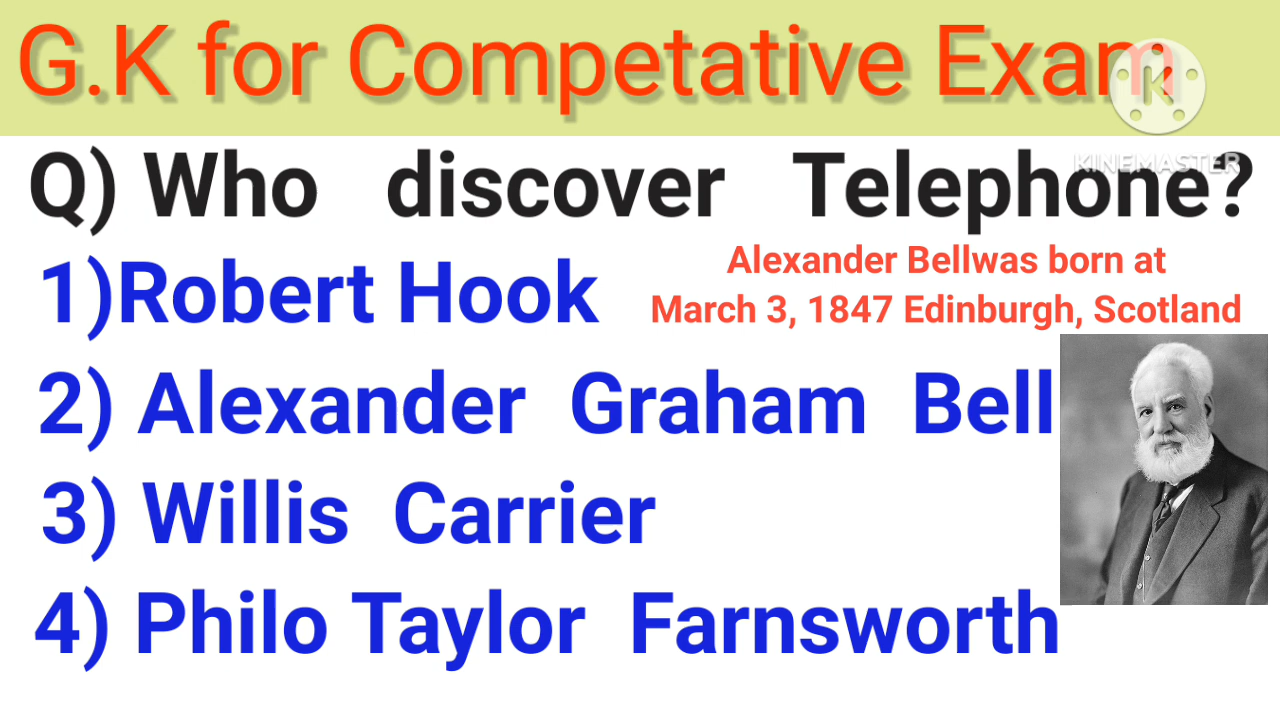 G.K for Competative Exam
KINEMASTER
Q) Who discover Telephone?
1)Robert Hook
Alexander Bellwas born at
March 3, 1847 Edinburgh, Scotland
2) Alexander Graham Bell
3) Willis Carrier
4) Philo Taylor Farnsworth